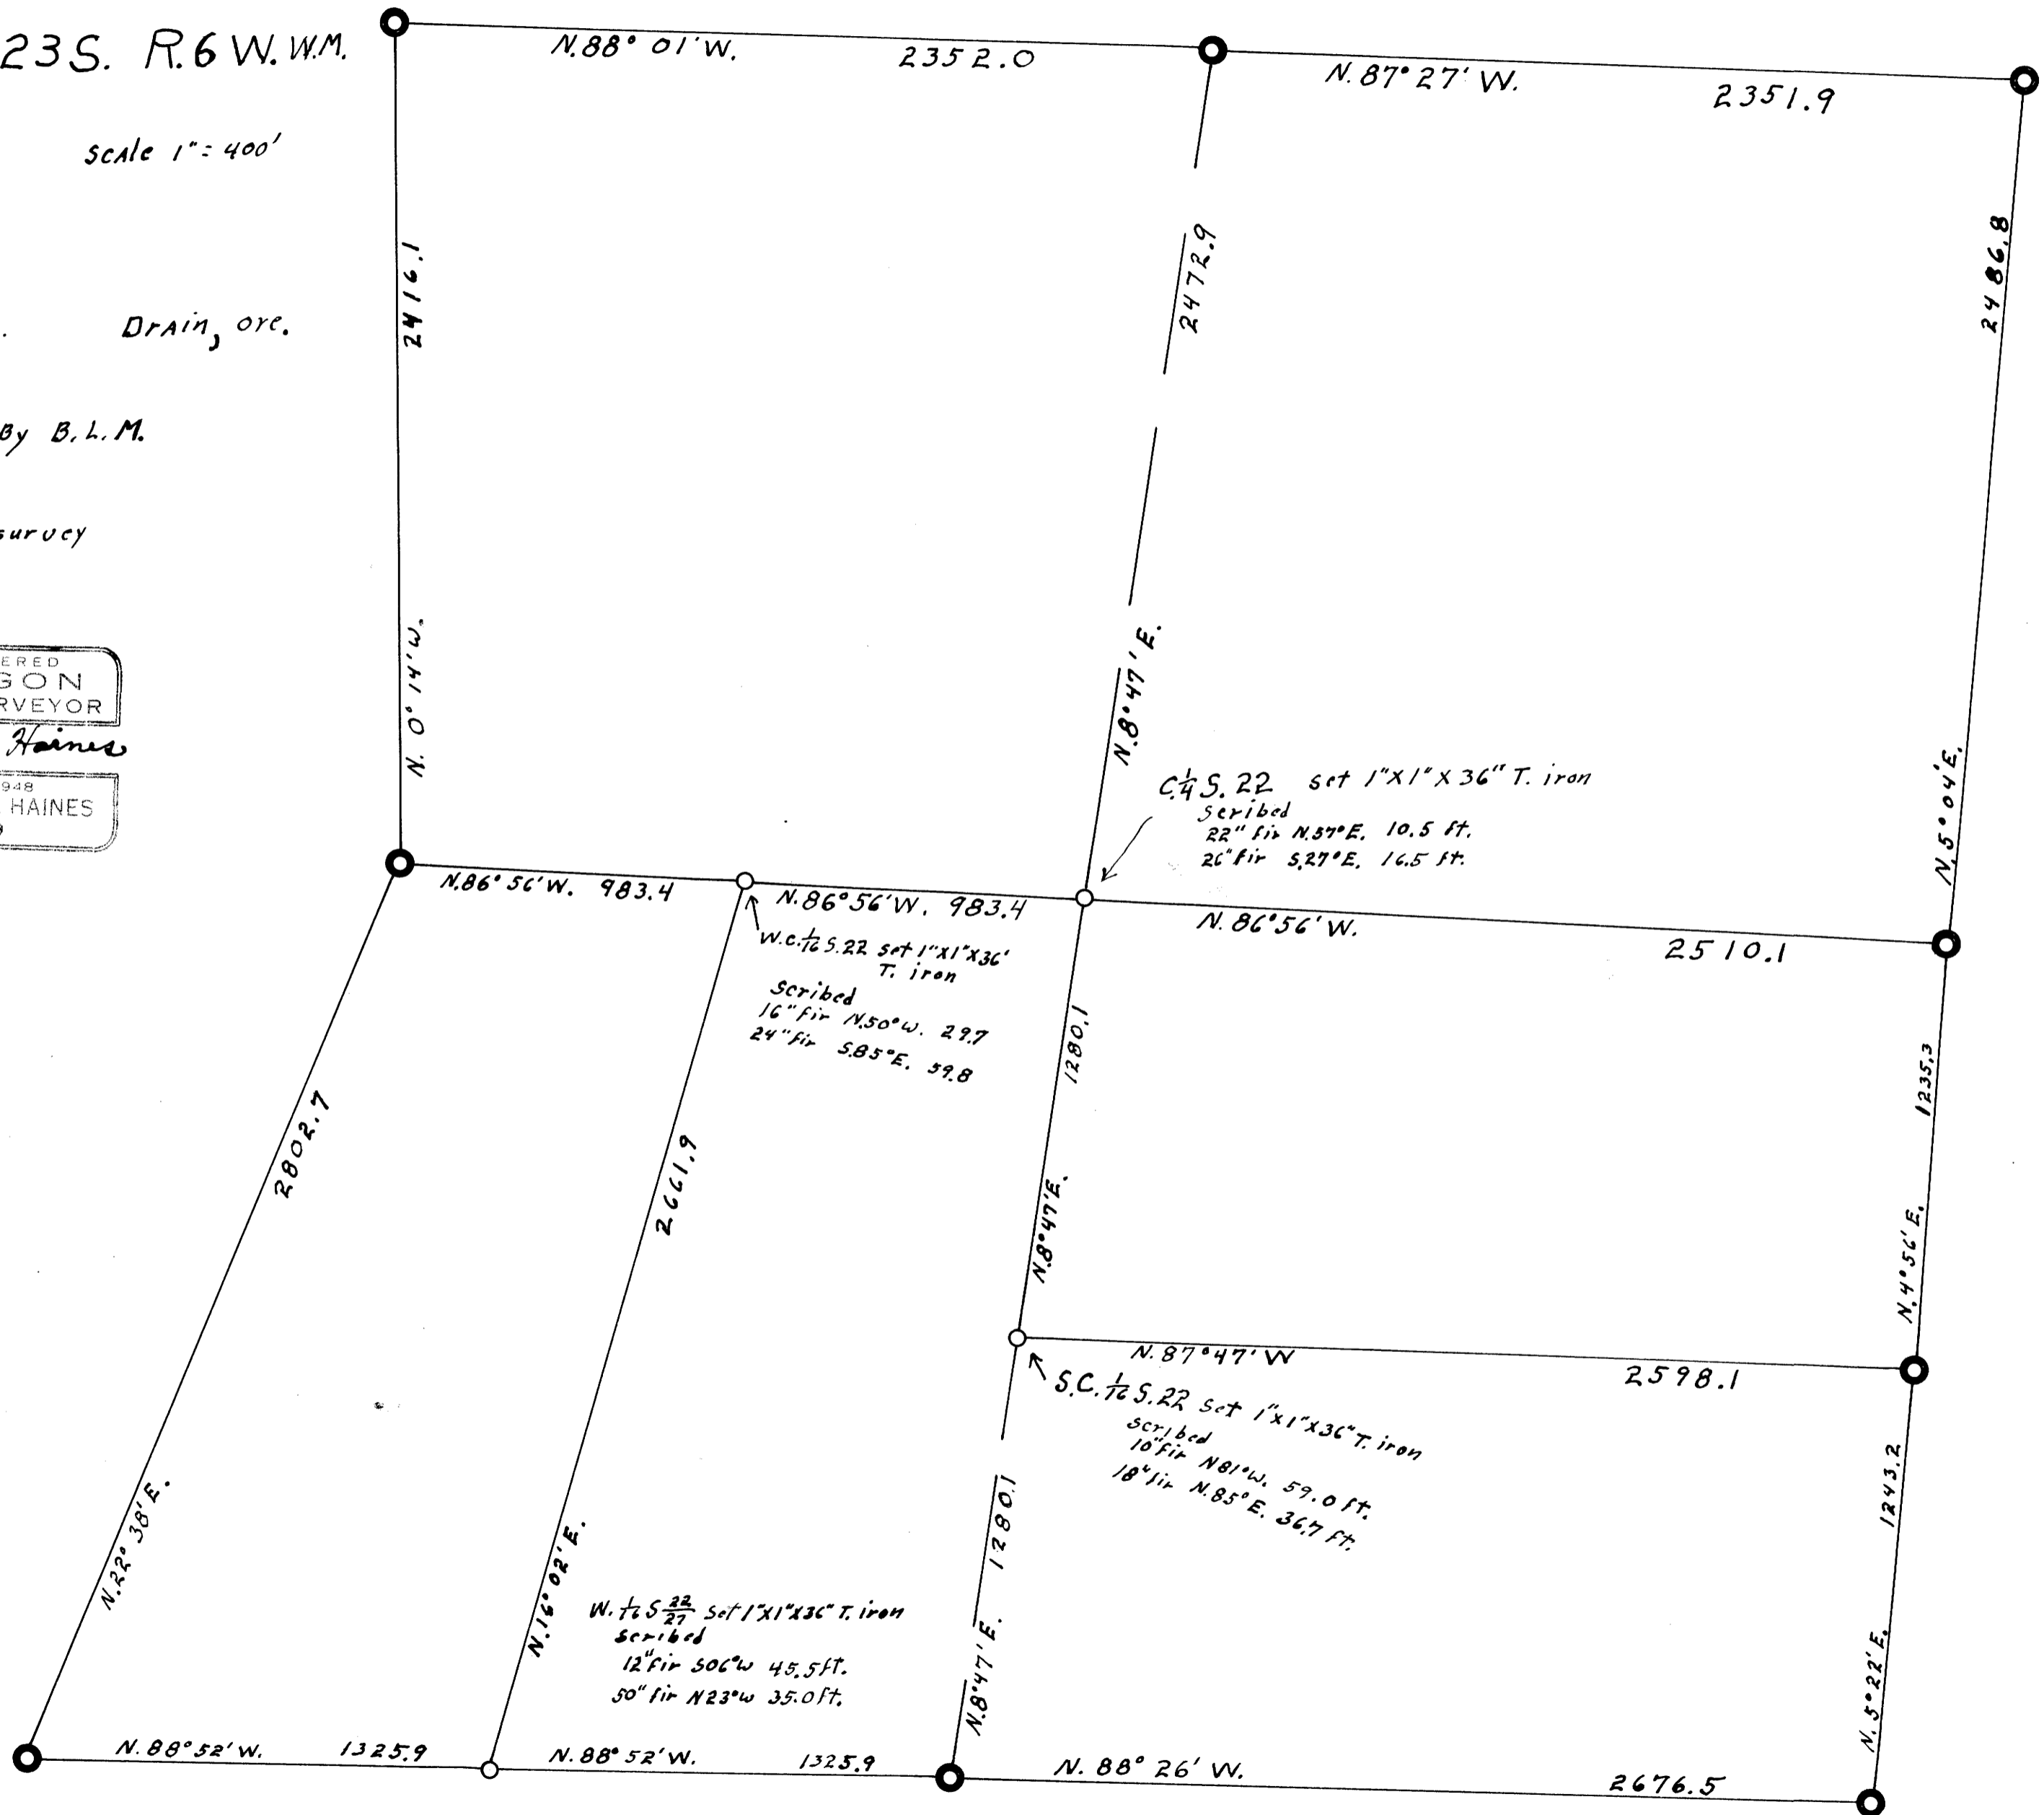 23S. R.6 W. W.M.
Scale 1" = 400'
Drain, Ore.
By B.L.M.
survey
ERED
GON
RVEYOR
Haines
948
HAINES
N.88° 01' W. 2352.0
N.87° 27' W. 2351.9
2416.1
N. 0° 14' W.
2472.9
N.8° 47' E.
2486.8
N.5° 04' E.
C.1/4 S. 22 set 1"X1" X 36" T. iron
scribed
22" fir N.57°E. 10.5 ft.
26" fir S.27°E. 16.5 ft.
N.86° 56' W. 983.4
N.86° 56' W. 983.4
N. 86° 56' W. 2510.1
W.C.1/16 S.22 set 1"X1"X36'
T. iron
scribed
16" fir N.50°W. 29.7
24" fir S.85°E. 59.8
2802.7
N.22° 38' E.
2661.9
N.16° 02' E.
1280.1
N.8° 47' E.
1235.3
N.4° 56' E.
N. 87° 47' W 2598.1
S.C. 1/16 S.22 set 1"X1"X36" T. iron
scribed
10" fir N81°W. 59.0 ft.
18" fir N.85°E. 36.7 ft.
1280.1
N.8° 47' E.
1243.2
N. 5° 22' E.
W. 1/16 S 22/27 set 1"X1"X36" T. iron
scribed
12" fir S06°W 45.5 ft.
50" fir N23°W 35.0 ft.
N. 88° 52' W. 1325.9
N. 88° 52' W. 1325.9
N. 88° 26' W. 2676.5